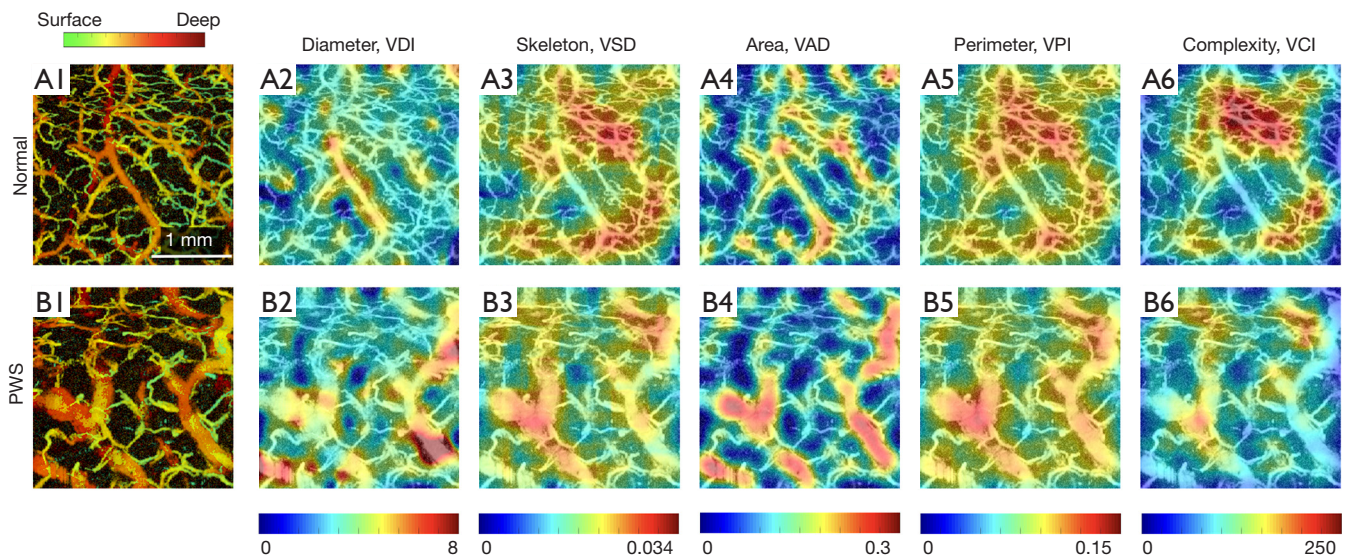 Surface Deep
Diameter, VDI Skeleton, VSD Area, VAD Perimeter, VPI Complexity, VCI
Normal
A1 A2 A3 A4 A5 A6
1 mm
PWS
B1 B2 B3 B4 B5 B6
0 8 0 0.034 0 0.3 0 0.15 0 250